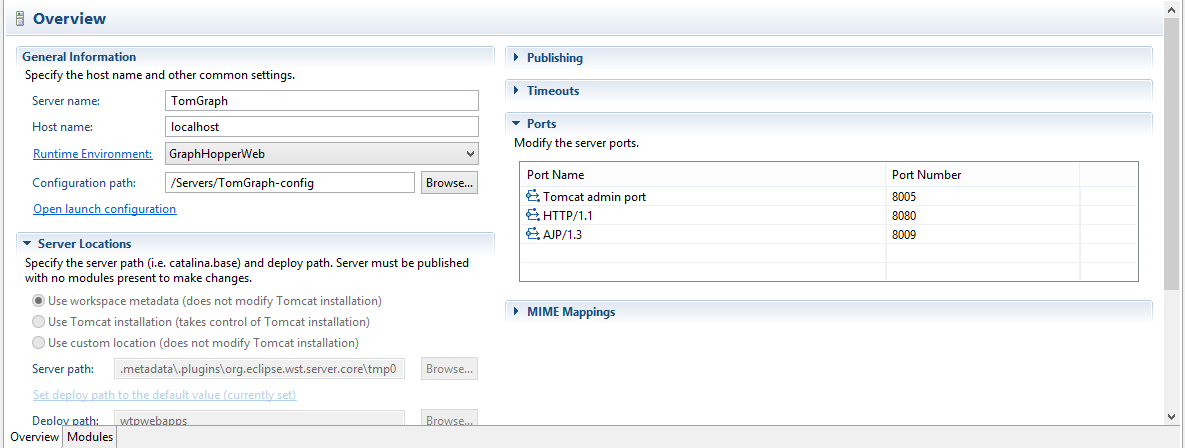 Overview
General Information
Specify the host name and other common settings.
Server name: TomGraph
Host name: localhost
Runtime Environment: GraphHopperWeb
Configuration path: /Servers/TomGraph-config Browse...
Open launch configuration
Server Locations
Specify the server path (i.e. catalina.base) and deploy path. Server must be published
with no modules present to make changes.
Use workspace metadata (does not modify Tomcat installation)
Use Tomcat installation (takes control of Tomcat installation)
Use custom location (does not modify Tomcat installation)
Server path: .metadata\.plugins\org.eclipse.wst.server.core\tmp0 Browse...
Set deploy path to the default value (currently set)
Deploy path: wtpwebapps Browse...
Publishing
Timeouts
Ports
Modify the server ports.
Port Name Port Number
Tomcat admin port 8005
HTTP/1.1 8080
AJP/1.3 8009
MIME Mappings
Overview Modules